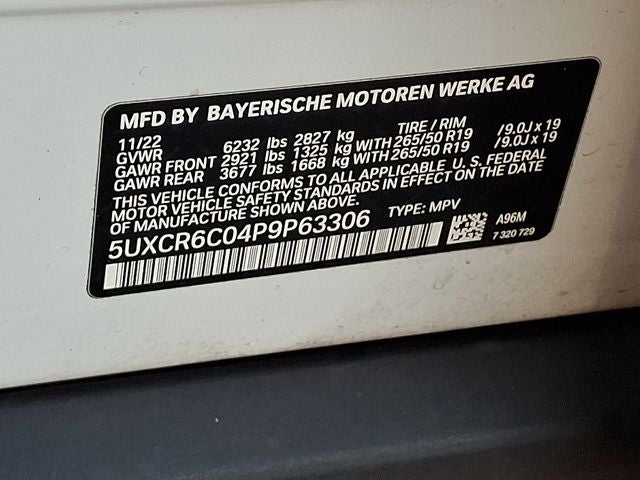 MFD BY BAYERISCHE MOTOREN WERKE AG
11/22 TIRE / RIM
GVWR 6232 lbs 2827 kg
GAWR FRONT 2921 lbs 1325 kg WITH 265/50 R19 /9.0J x 19
GAWR REAR 3677 lbs 1668 kg WITH 265/50 R19 /9.0J x 19
THIS VEHICLE CONFORMS TO ALL APPLICABLE U.S. FEDERAL
MOTOR VEHICLE SAFETY STANDARDS IN EFFECT ON THE DATE
OF MANUFACTURE SHOWN ABOVE.
5UXCR6C04P9P63306 TYPE: MPV
A96M
7 320 729